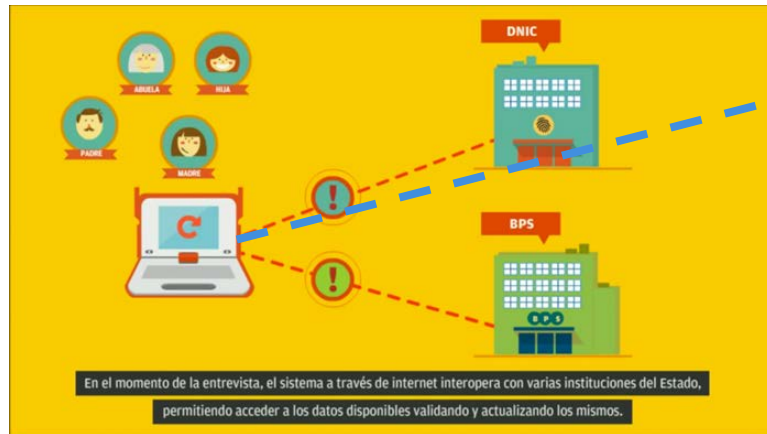 DNIC
ABUELA
HIJA
PADRE
MADRE
BPS
BPS
En el momento de la entrevista, el sistema a través de internet interopera con varias instituciones del Estado,
permitiendo acceder a los datos disponibles validando y actualizando los mismos.